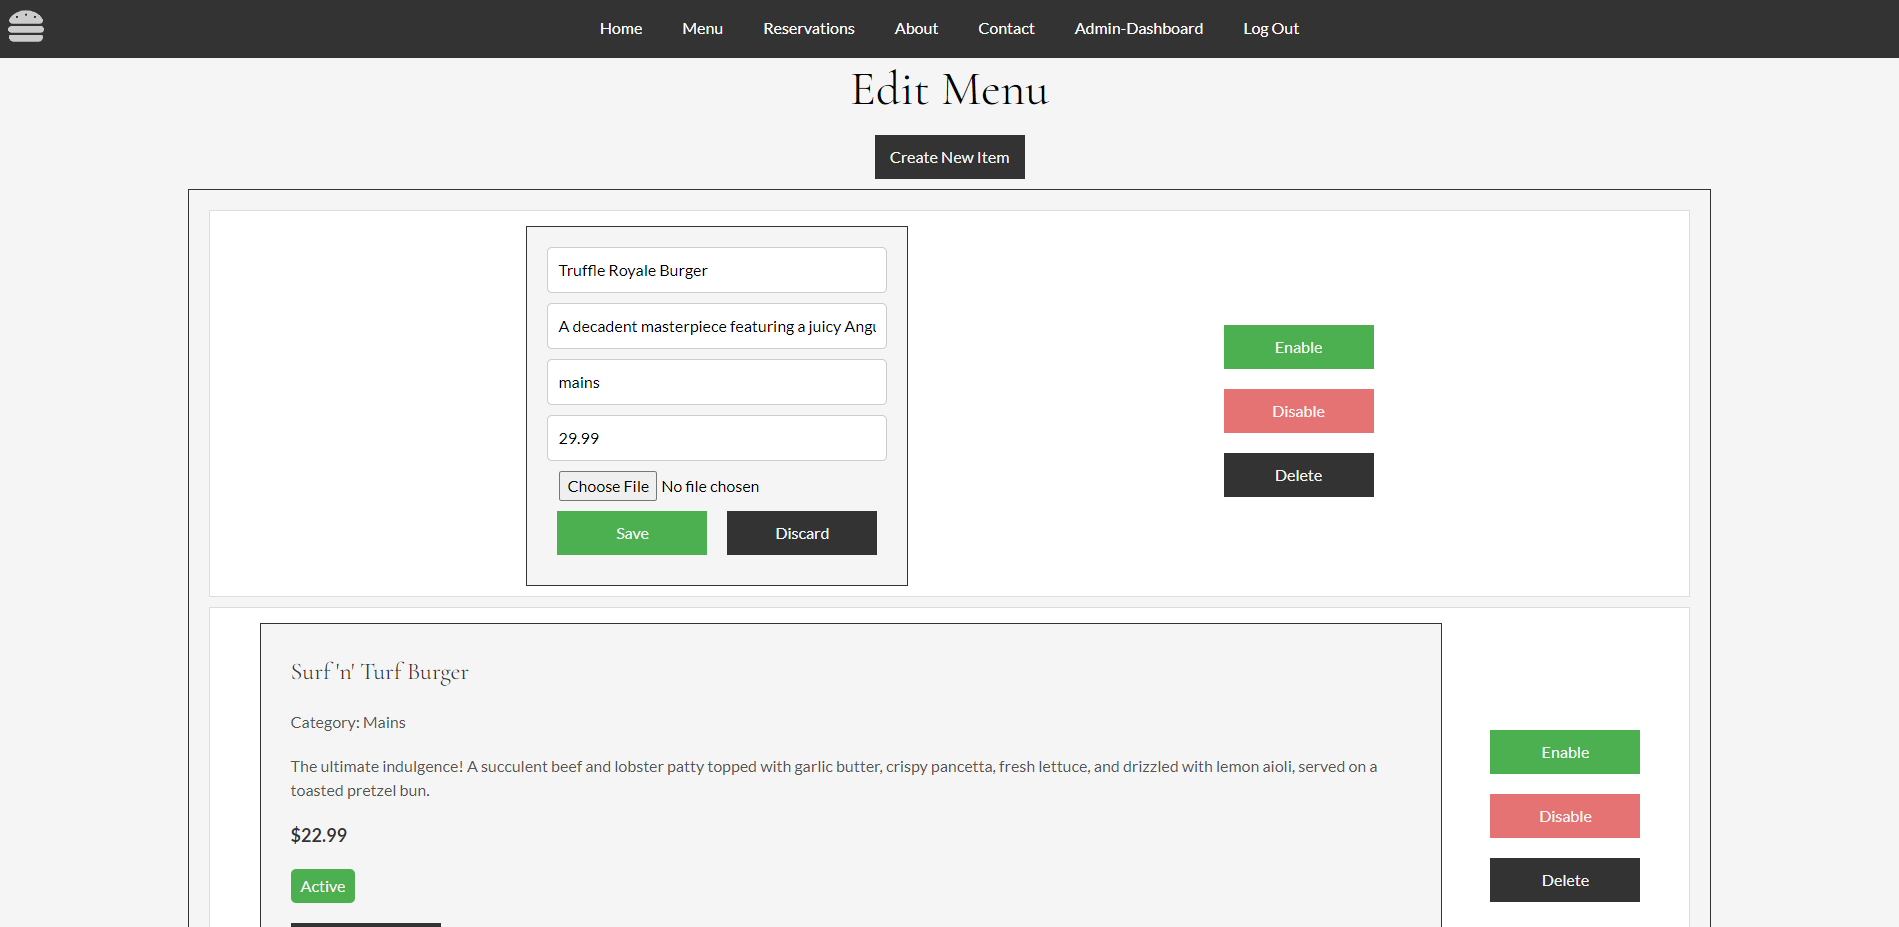 Home Menu Reservations About Contact Admin-Dashboard Log Out
Edit Menu
Create New Item
Truffle Royale Burger
A decadent masterpiece featuring a juicy Angu
mains
29.99
Choose File No file chosen
Save Discard
Enable
Disable
Delete
Surf 'n' Turf Burger
Category: Mains
The ultimate indulgence! A succulent beef and lobster patty topped with garlic butter, crispy pancetta, fresh lettuce, and drizzled with lemon aioli, served on a
toasted pretzel bun.
$22.99
Active
Enable
Disable
Delete